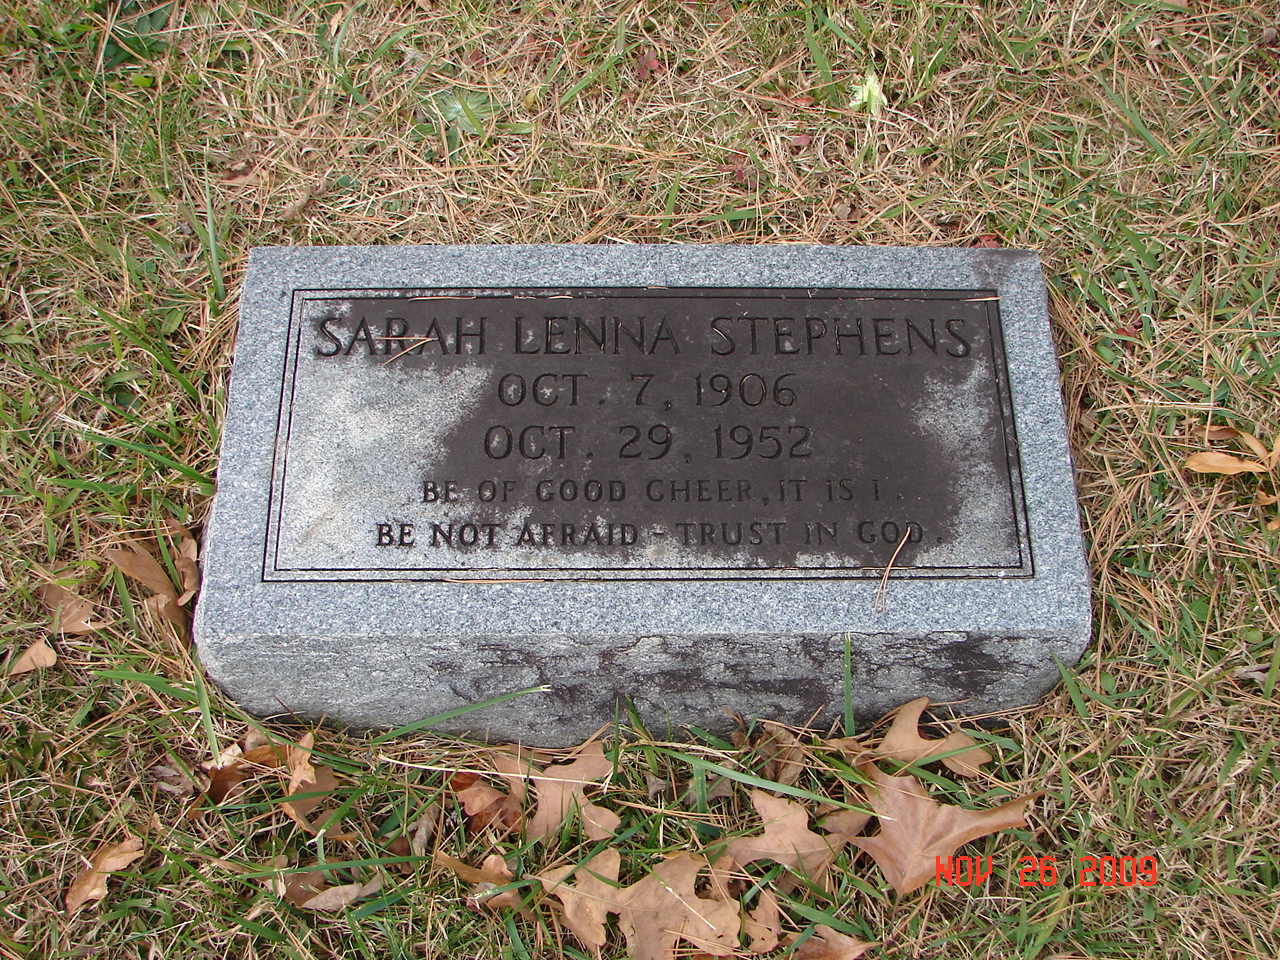 SARAH LENNA STEPHENS
OCT. 7, 1906
OCT. 29, 1952
BE OF GOOD CHEER, IT IS I.
BE NOT AFRAID - TRUST IN GOD.
NOV 26 2009